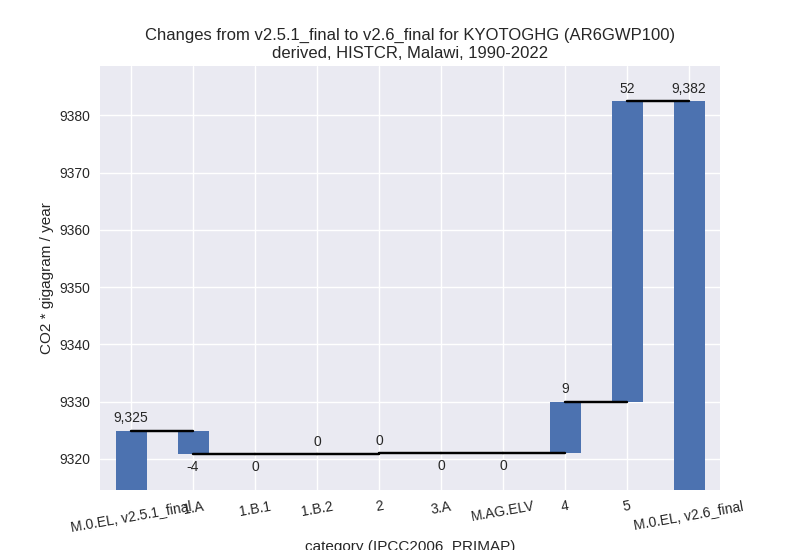 Changes from v2.5.1_final to v2.6_final for KYOTOGHG (AR6GWP100)
derived, HISTCR, Malawi, 1990-2022
CO2 * gigagram / year
9380
9370
9360
9350
9340
9330
9320
9,325
-4
0
0
0
0
0
9
52
9,382
M.0.EL, v2.5.1_final
1.A
1.B.1
1.B.2
2
3.A
M.AG.ELV
4
5
M.0.EL, v2.6_final
category (IPCC2006_PRIMAP)